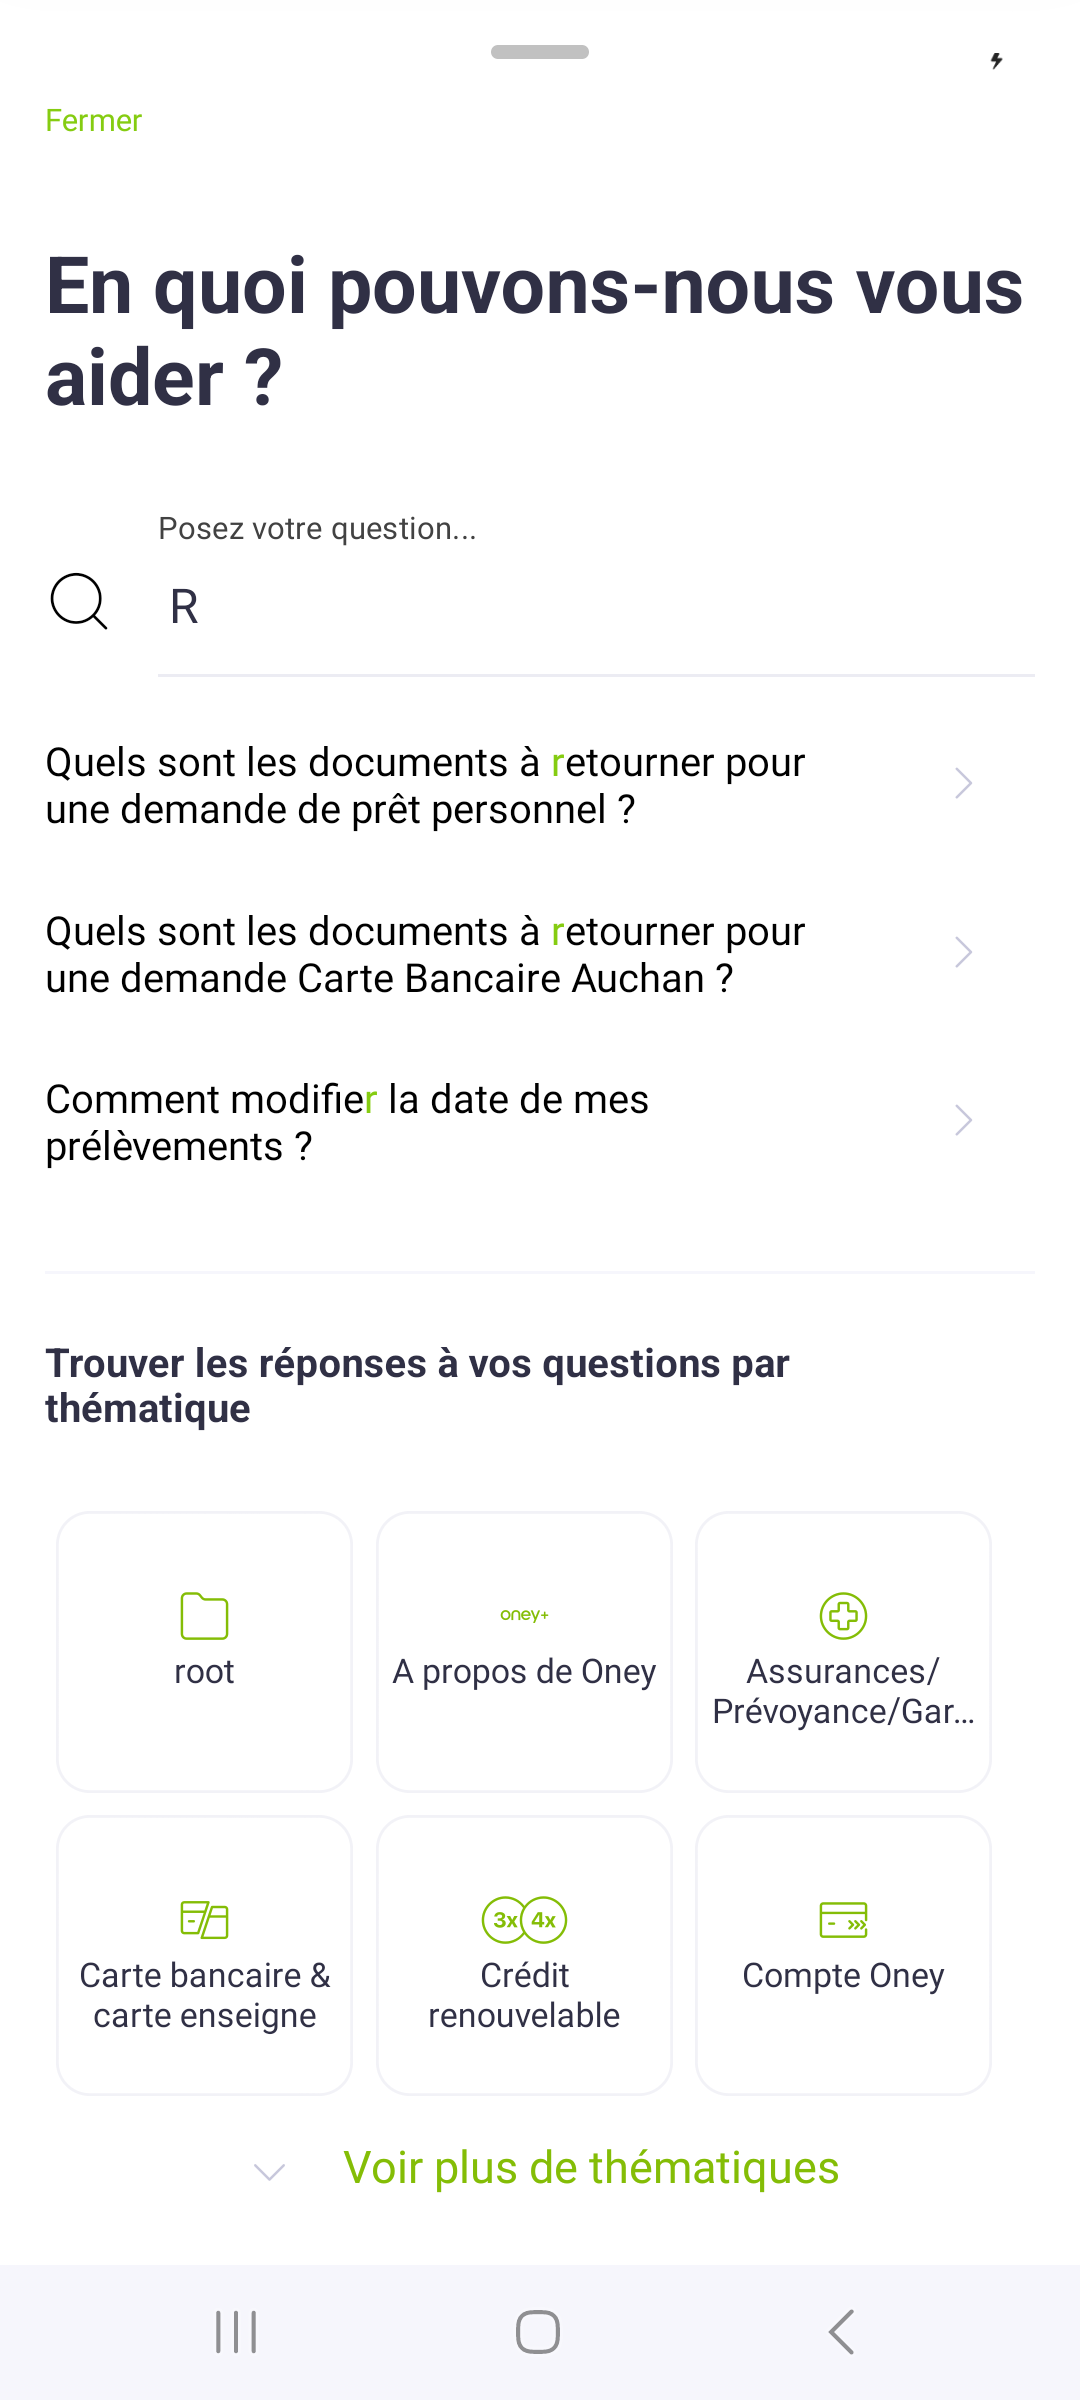 Fermer
En quoi pouvons-nous vous
aider ?
Posez votre question...
R
Quels sont les documents à retourner pour
une demande de prêt personnel ?
Quels sont les documents à retourner pour
une demande Carte Bancaire Auchan ?
Comment modifier la date de mes
prélèvements ?
Trouver les réponses à vos questions par
thématique
root
oney+
A propos de Oney
Assurances/
Prévoyance/Gar...
Carte bancaire &
carte enseigne
3x 4x
Crédit
renouvelable
Compte Oney
Voir plus de thématiques